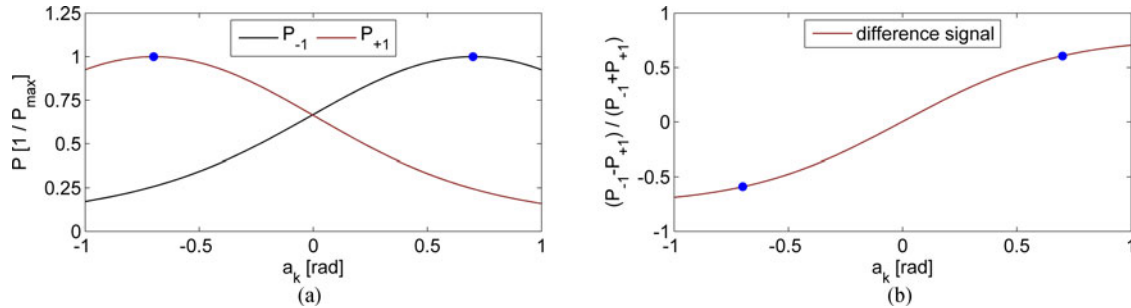 1.25
1
0.75
0.5
0.25
0
P [1 / P_max]
P_-1 P_+1
-1 -0.5 0 0.5 1
a_k [rad]
(a)
1
0.5
0
-0.5
-1
(P_-1-P_+1) / (P_-1+P_+1)
difference signal
-1 -0.5 0 0.5 1
a_k [rad]
(b)